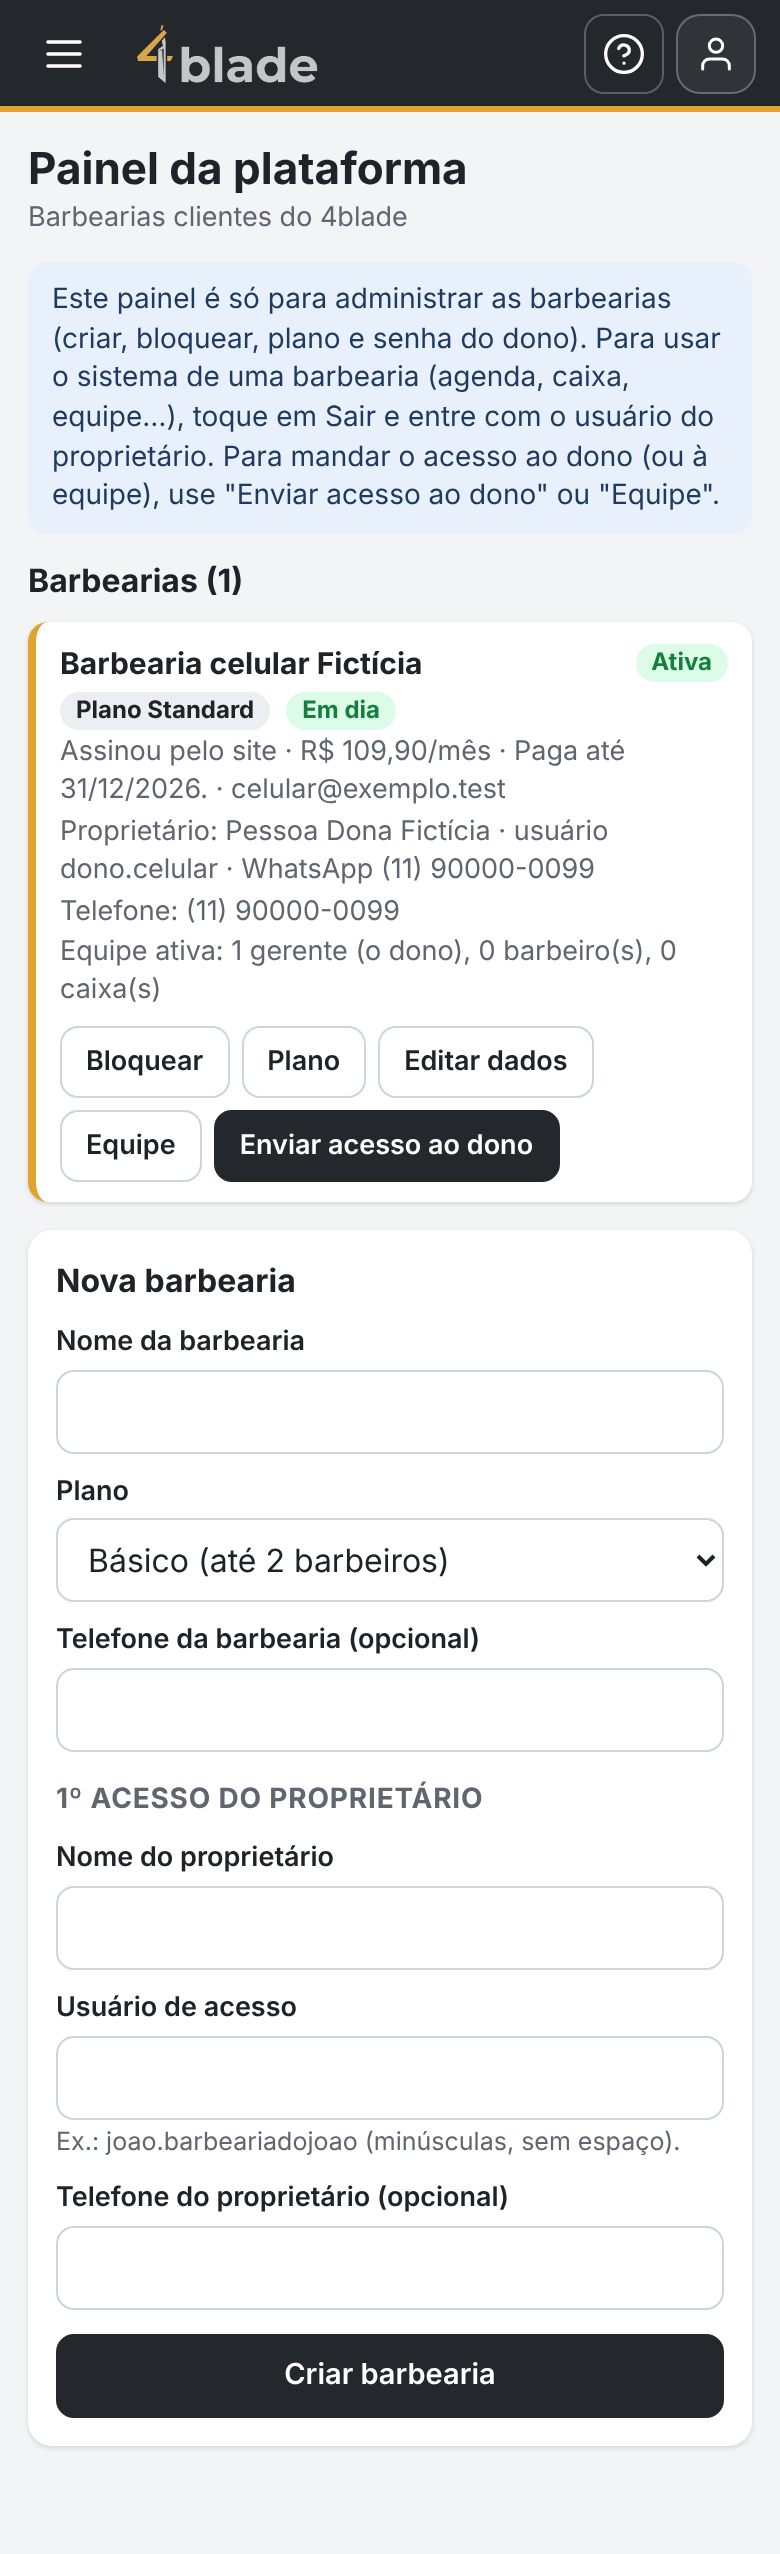 4blade
Painel da plataforma
Barbearias clientes do 4blade
Este painel é só para administrar as barbearias
(criar, bloquear, plano e senha do dono). Para usar
o sistema de uma barbearia (agenda, caixa,
equipe...), toque em Sair e entre com o usuário do
proprietário. Para mandar o acesso ao dono (ou à
equipe), use "Enviar acesso ao dono" ou "Equipe".
Barbearias (1)
Barbearia celular Fictícia
Ativa
Plano Standard
Em dia
Assinou pelo site · R$ 109,90/mês · Paga até
31/12/2026. · celular@exemplo.test
Proprietário: Pessoa Dona Fictícia · usuário
dono.celular · WhatsApp (11) 90000-0099
Telefone: (11) 90000-0099
Equipe ativa: 1 gerente (o dono), 0 barbeiro(s), 0
caixa(s)
Bloquear
Plano
Editar dados
Equipe
Enviar acesso ao dono
Nova barbearia
Nome da barbearia
Plano
Básico (até 2 barbeiros)
Telefone da barbearia (opcional)
1º ACESSO DO PROPRIETÁRIO
Nome do proprietário
Usuário de acesso
Ex.: joao.barbeariadojoao (minúsculas, sem espaço).
Telefone do proprietário (opcional)
Criar barbearia